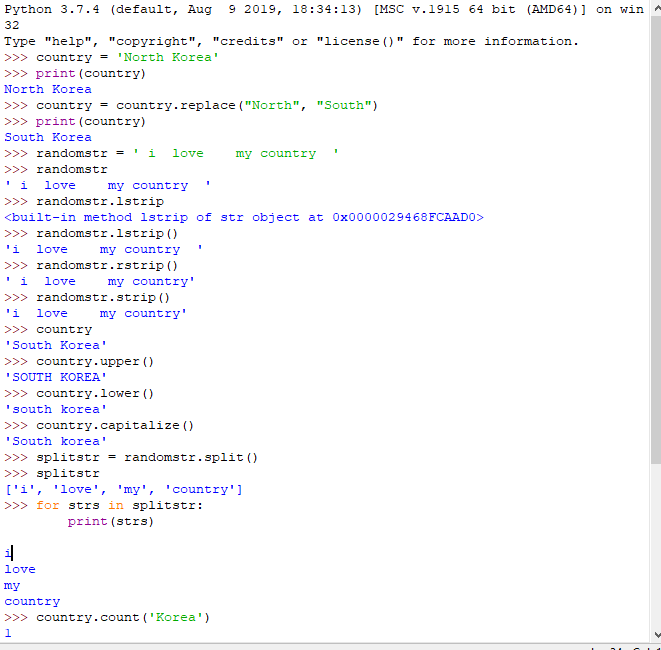 Python 3.7.4 (default, Aug  9 2019, 18:34:13) [MSC v.1915 64 bit (AMD64)] on win
32
Type "help", "copyright", "credits" or "license()" for more information.
>>> country = 'North Korea'
>>> print(country)
North Korea
>>> country = country.replace("North", "South")
>>> print(country)
South Korea
>>> randomstr = ' i  love    my country  '
>>> randomstr
' i  love    my country  '
>>> randomstr.lstrip
<built-in method lstrip of str object at 0x0000029468FCAAD0>
>>> randomstr.lstrip()
'i  love    my country  '
>>> randomstr.rstrip()
' i  love    my country'
>>> randomstr.strip()
'i  love    my country'
>>> country
'South Korea'
>>> country.upper()
'SOUTH KOREA'
>>> country.lower()
'south korea'
>>> country.capitalize()
'South korea'
>>> splitstr = randomstr.split()
>>> splitstr
['i', 'love', 'my', 'country']
>>> for strs in splitstr:
        print(strs)
i
love
my
country
>>> country.count('Korea')
1